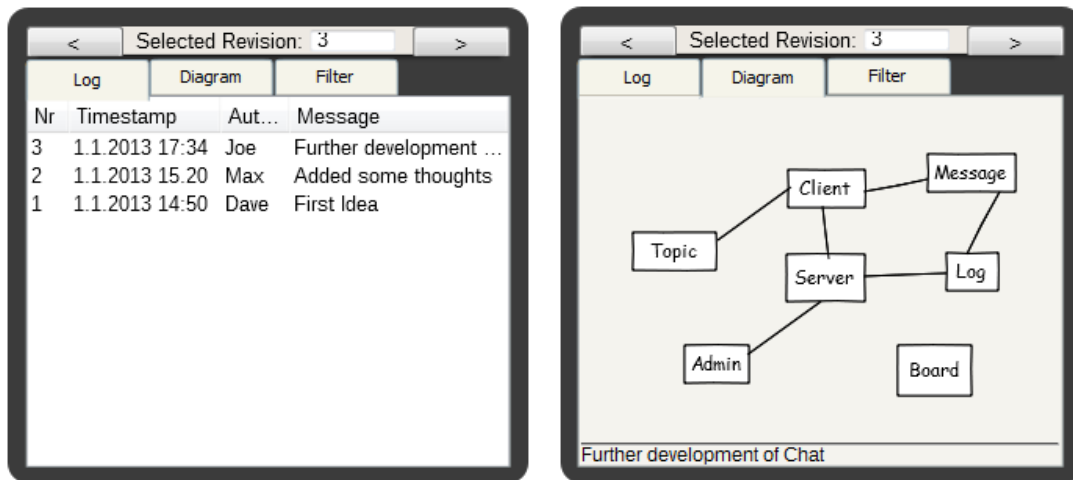 < Selected Revision: 3 >
Log Diagram Filter
Nr Timestamp Aut... Message
3 1.1.2013 17:34 Joe Further development ...
2 1.1.2013 15.20 Max Added some thoughts
1 1.1.2013 14:50 Dave First Idea
< Selected Revision: 3 >
Log Diagram Filter
Message
Client
Topic
Server
Log
Admin
Board
Further development of Chat